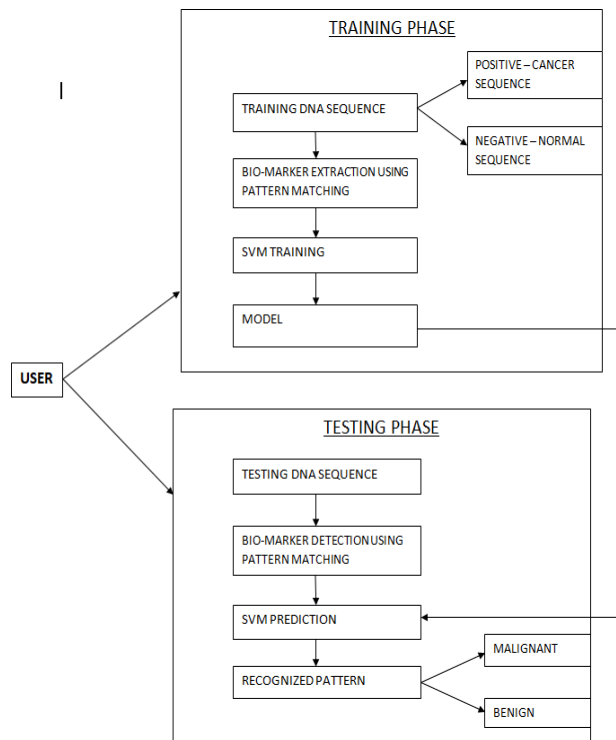 TRAINING PHASE
POSITIVE – CANCER
SEQUENCE
TRAINING DNA SEQUENCE
NEGATIVE – NORMAL
SEQUENCE
BIO-MARKER EXTRACTION USING
PATTERN MATCHING
SVM TRAINING
MODEL
USER
TESTING PHASE
TESTING DNA SEQUENCE
BIO-MARKER DETECTION USING
PATTERN MATCHING
SVM PREDICTION
MALIGNANT
RECOGNIZED PATTERN
BENIGN